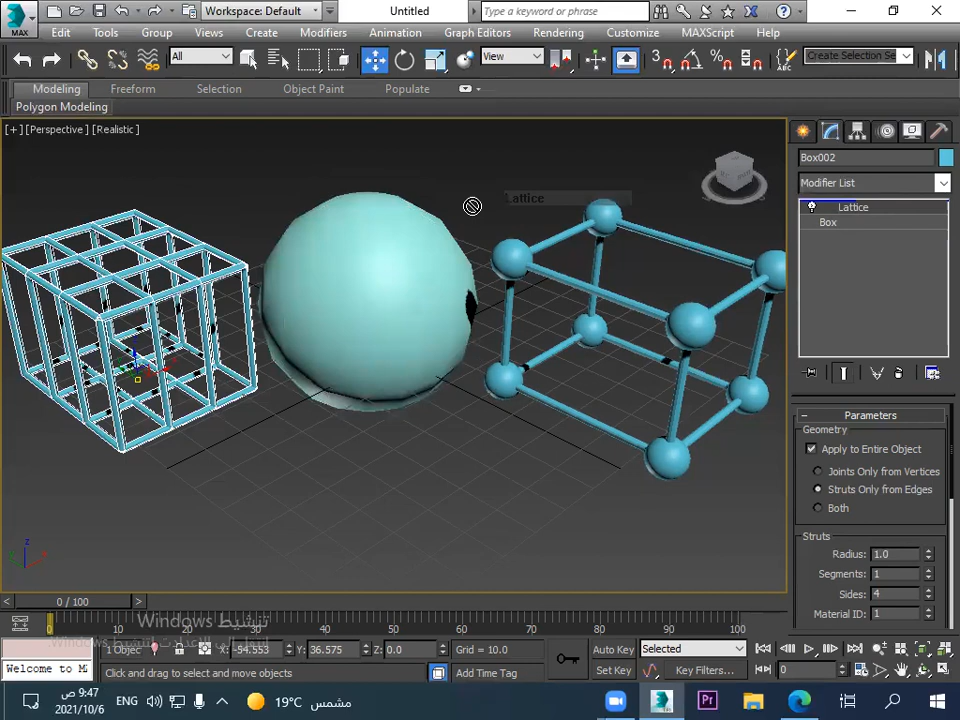 MAX
Workspace: Default
Untitled
Type a keyword or phrase
Edit
Tools
Group
Views
Create
Modifiers
Animation
Graph Editors
Rendering
Customize
MAXScript
Help
All
View
Create Selection Se
Modeling
Freeform
Selection
Object Paint
Populate
Polygon Modeling
[+] [Perspective] [Realistic]
Box002
Modifier List
Lattice
Lattice
Box
Parameters
Geometry
Apply to Entire Object
Joints Only from Vertices
Struts Only from Edges
Both
Struts
Radius: 1.0
Segments: 1
Sides: 4
Material ID: 1
0 / 100
تنشيط Windows
0 10 20 30 40 50 60 70 80 90 100
1 Objec
X: -54.553
Y: 36.575
Z: 0.0
Grid = 10.0
Auto Key
Selected
Welcome to M
Click and drag to select and move objects
Add Time Tag
Set Key
Key Filters...
0
9:47 ص
2021/10/6
ENG
19°C مشمس
Pr